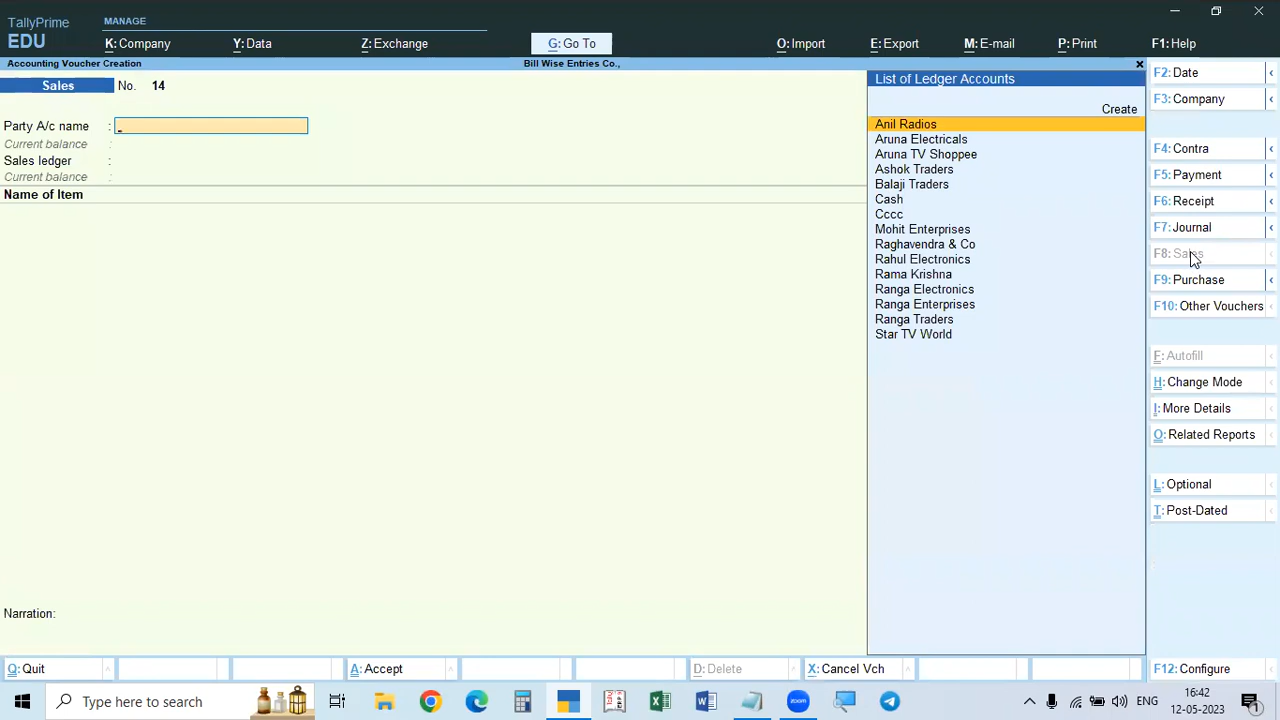 TallyPrime
EDU
MANAGE
K: Company
Y: Data
Z: Exchange
G: Go To
O: Import
E: Export
M: E-mail
P: Print
F1: Help
Accounting Voucher Creation
Bill Wise Entries Co.,
Sales No. 14
Party A/c name :
Current balance :
Sales ledger :
Current balance :
Name of Item
Narration:
List of Ledger Accounts
Create
Anil Radios
Aruna Electricals
Aruna TV Shoppee
Ashok Traders
Balaji Traders
Cash
Cccc
Mohit Enterprises
Raghavendra & Co
Rahul Electronics
Rama Krishna
Ranga Electronics
Ranga Enterprises
Ranga Traders
Star TV World
F2: Date
F3: Company
F4: Contra
F5: Payment
F6: Receipt
F7: Journal
F8: Sales
F9: Purchase
F10: Other Vouchers
F: Autofill
H: Change Mode
I: More Details
O: Related Reports
L: Optional
T: Post-Dated
F12: Configure
Q: Quit
A: Accept
D: Delete
X: Cancel Vch
Type here to search
zoom
ENG
16:42
12-05-2023
1